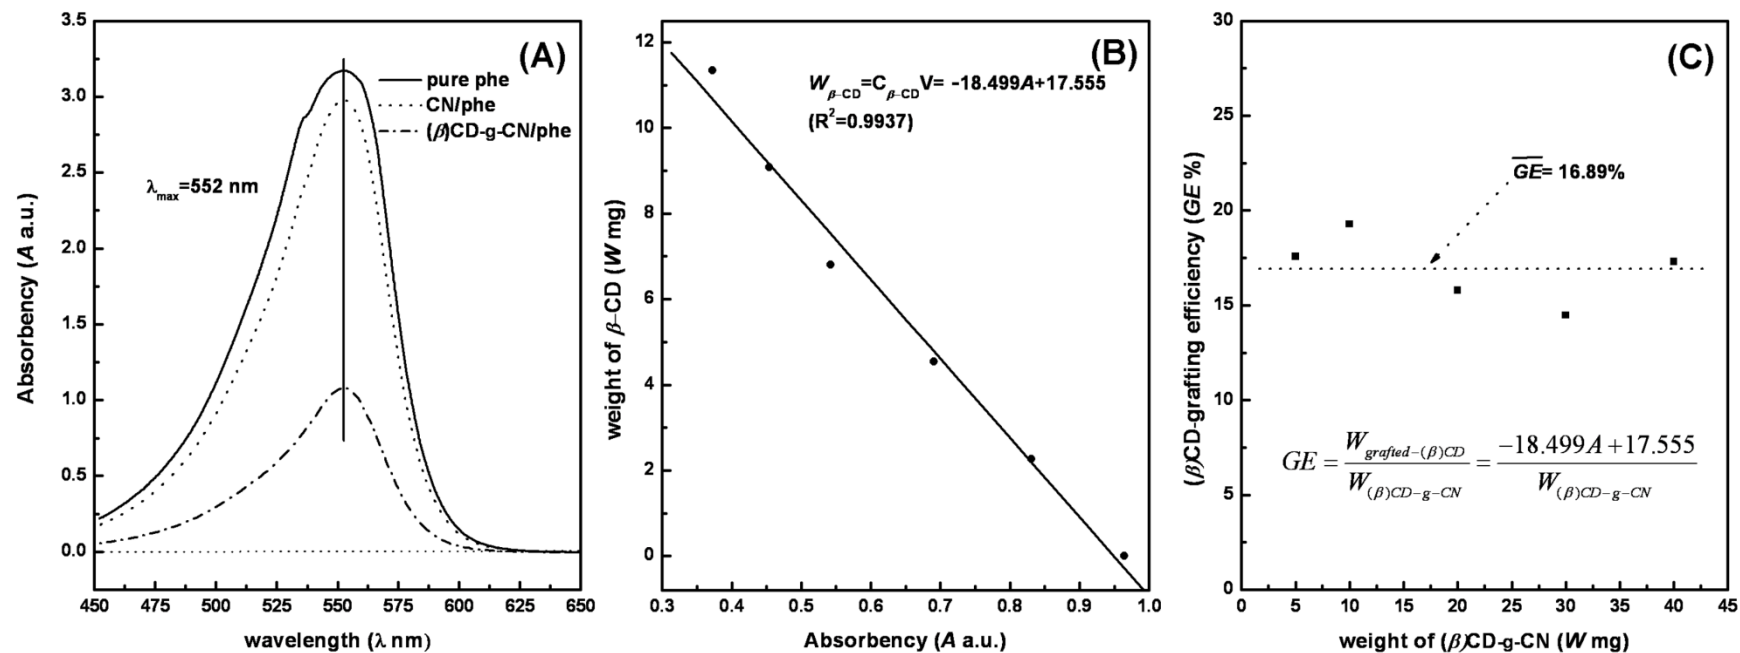 (A)
pure phe
CN/phe
(β)CD-g-CN/phe
λmax=552 nm
3.5
3.0
2.5
2.0
1.5
1.0
0.5
0.0
Absorbency (A a.u.)
450 475 500 525 550 575 600 625 650
wavelength (λ nm)
(B)
Wβ−CD=Cβ−CDV= -18.499A+17.555
(R²=0.9937)
12
10
8
6
4
2
0
weight of β−CD (W mg)
0.3 0.4 0.5 0.6 0.7 0.8 0.9 1.0
Absorbency (A a.u.)
(C)
G̅E̅= 16.89%
30
25
20
15
10
5
0
(β)CD-grafting efficiency (GE %)
GE = Wgrafted−(β)CD / W(β)CD−g−CN = −18.499A+17.555 / W(β)CD−g−CN
0 5 10 15 20 25 30 35 40 45
weight of (β)CD-g-CN (W mg)